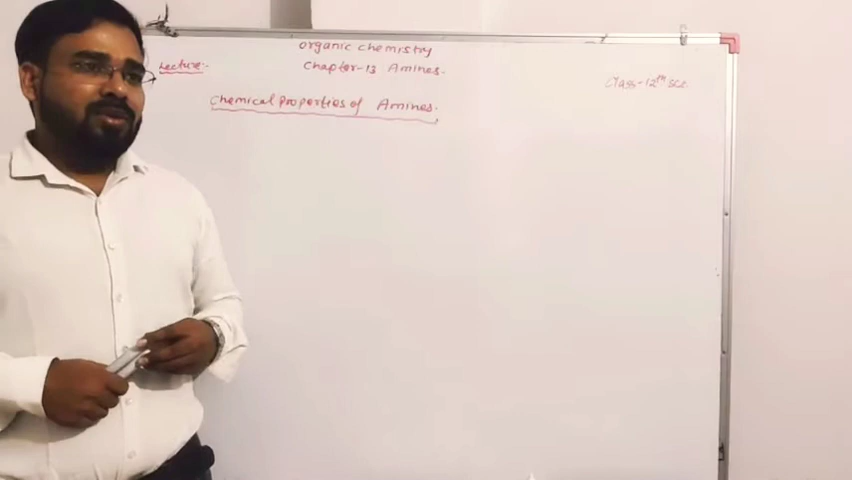 Organic chemistry
Lecture:-
Chapter-13 Amines.
Class-12th sce.
Chemical Properties of Amines.